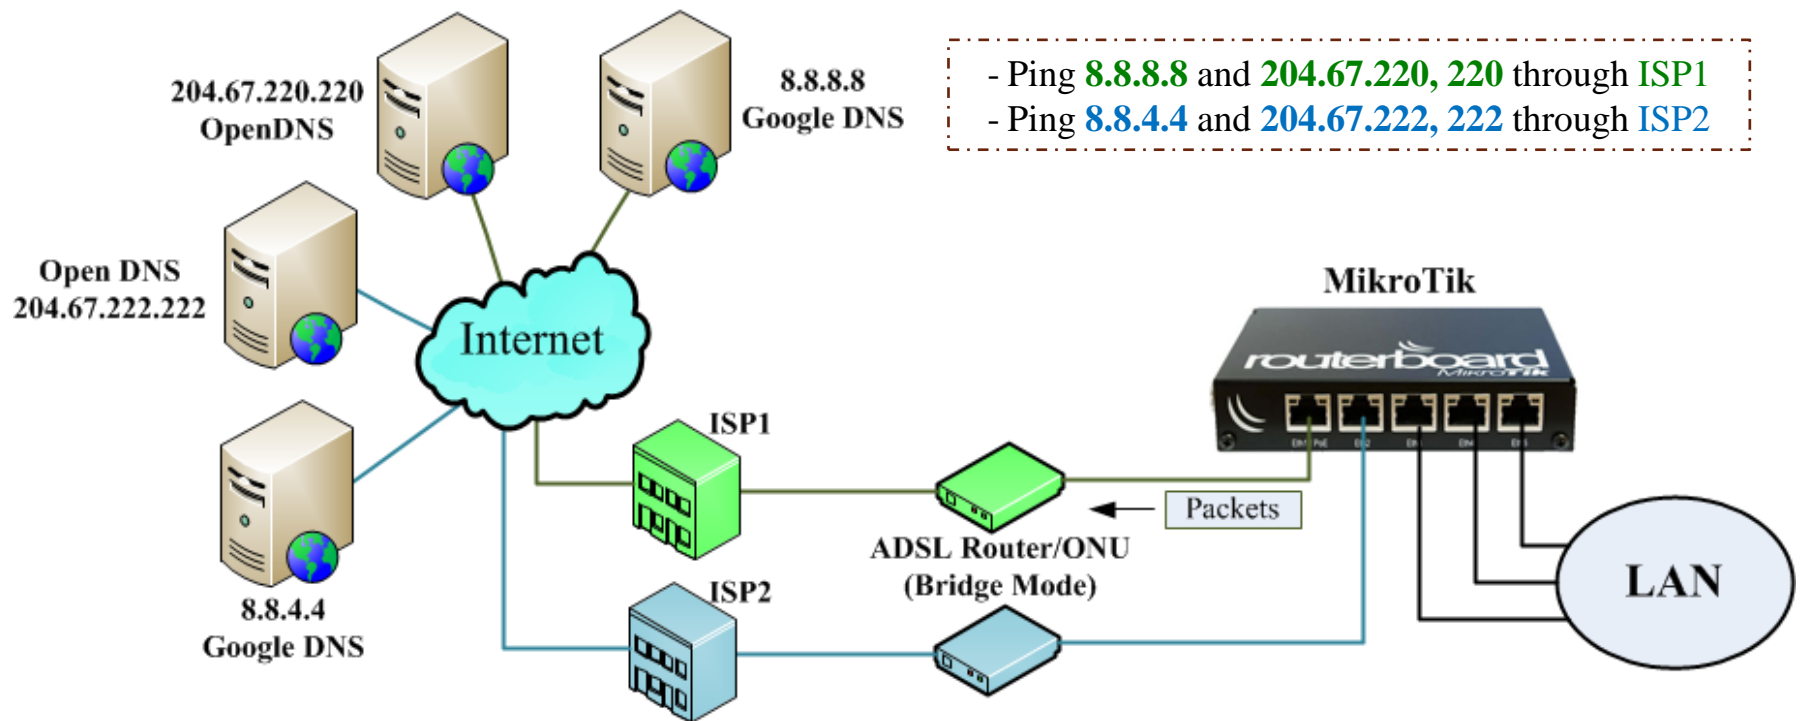 - Ping 8.8.8.8 and 204.67.220, 220 through ISP1
- Ping 8.8.4.4 and 204.67.222, 222 through ISP2
204.67.220.220
OpenDNS
8.8.8.8
Google DNS
Open DNS
204.67.222.222
Internet
MikroTik
routerboard
MikroTik
ISP1
Packets
ADSL Router/ONU
(Bridge Mode)
ISP2
8.8.4.4
Google DNS
LAN